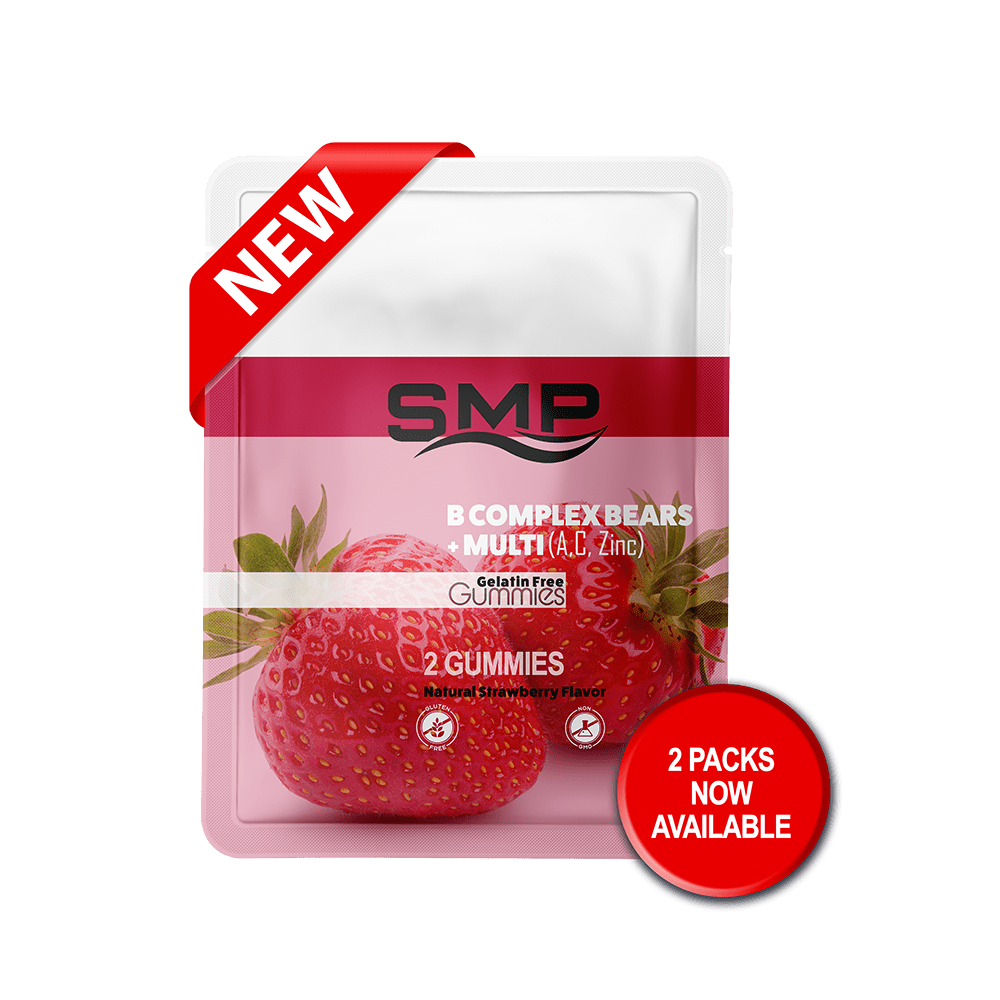 NEW
SMP
B COMPLEX BEARS
+ MULTI (A,C, Zinc)
Gelatin Free
Gummies
2 GUMMIES
Natural Strawberry Flavor
GLUTEN
FREE
NON
GMO
2 PACKS
NOW
AVAILABLE